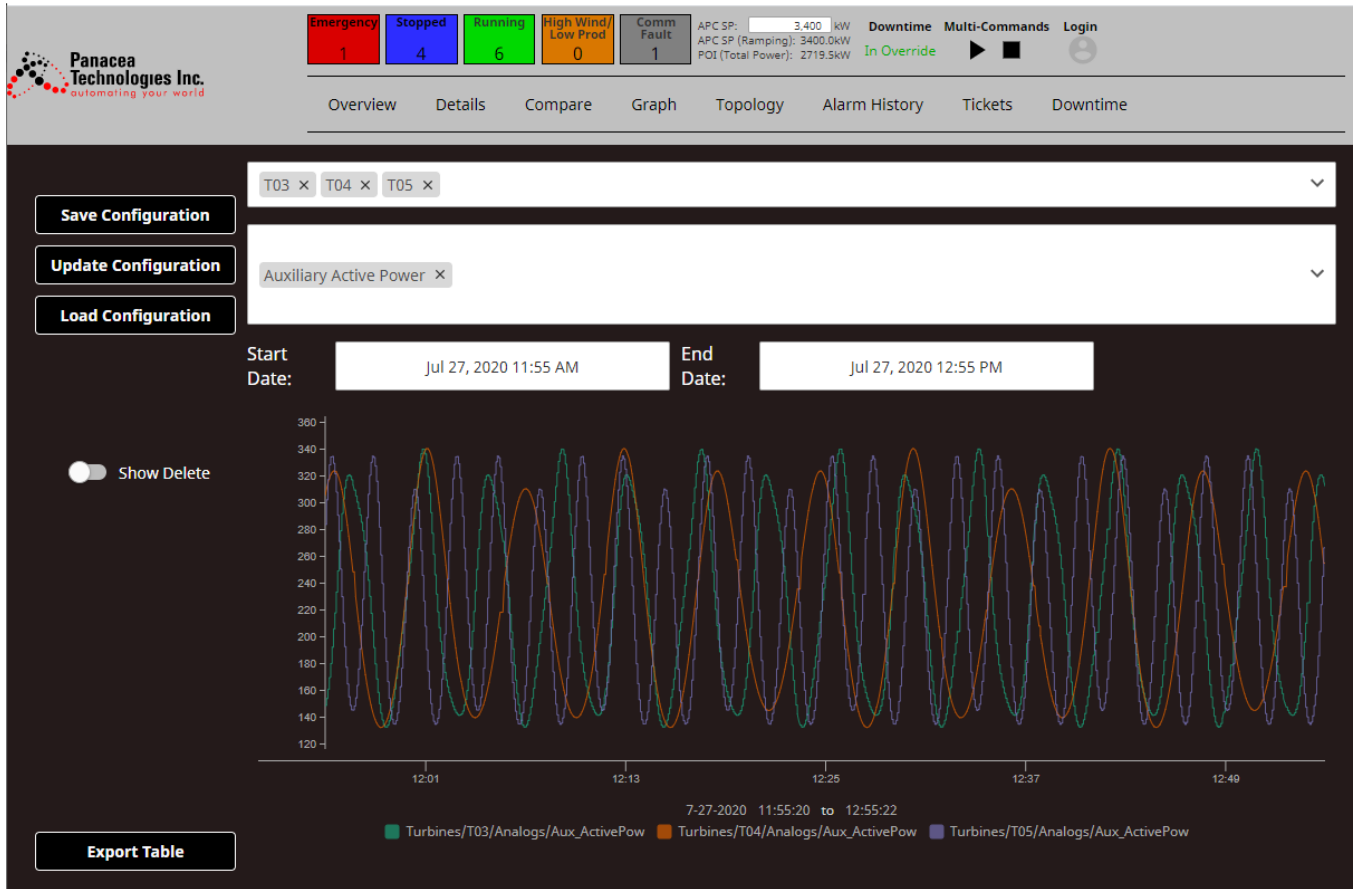 Panacea
Technologies Inc.
automating your world
Emergency
1
Stopped
4
Running
6
High Wind/
Low Prod
0
Comm
Fault
1
APC SP: 3,400 kW
APC SP (Ramping): 3400.0kW
POI (Total Power): 2719.5kW
Downtime
In Override
Multi-Commands
Login
Overview Details Compare Graph Topology Alarm History Tickets Downtime
Save Configuration
Update Configuration
Load Configuration
T03 × T04 × T05 ×
Auxiliary Active Power ×
Start
Date:
Jul 27, 2020 11:55 AM
End
Date:
Jul 27, 2020 12:55 PM
Show Delete
360
340
320
300
280
260
240
220
200
180
160
140
120
12:01 12:13 12:25 12:37 12:49
7-27-2020 11:55:20 to 12:55:22
Turbines/T03/Analogs/Aux_ActivePow Turbines/T04/Analogs/Aux_ActivePow Turbines/T05/Analogs/Aux_ActivePow
Export Table